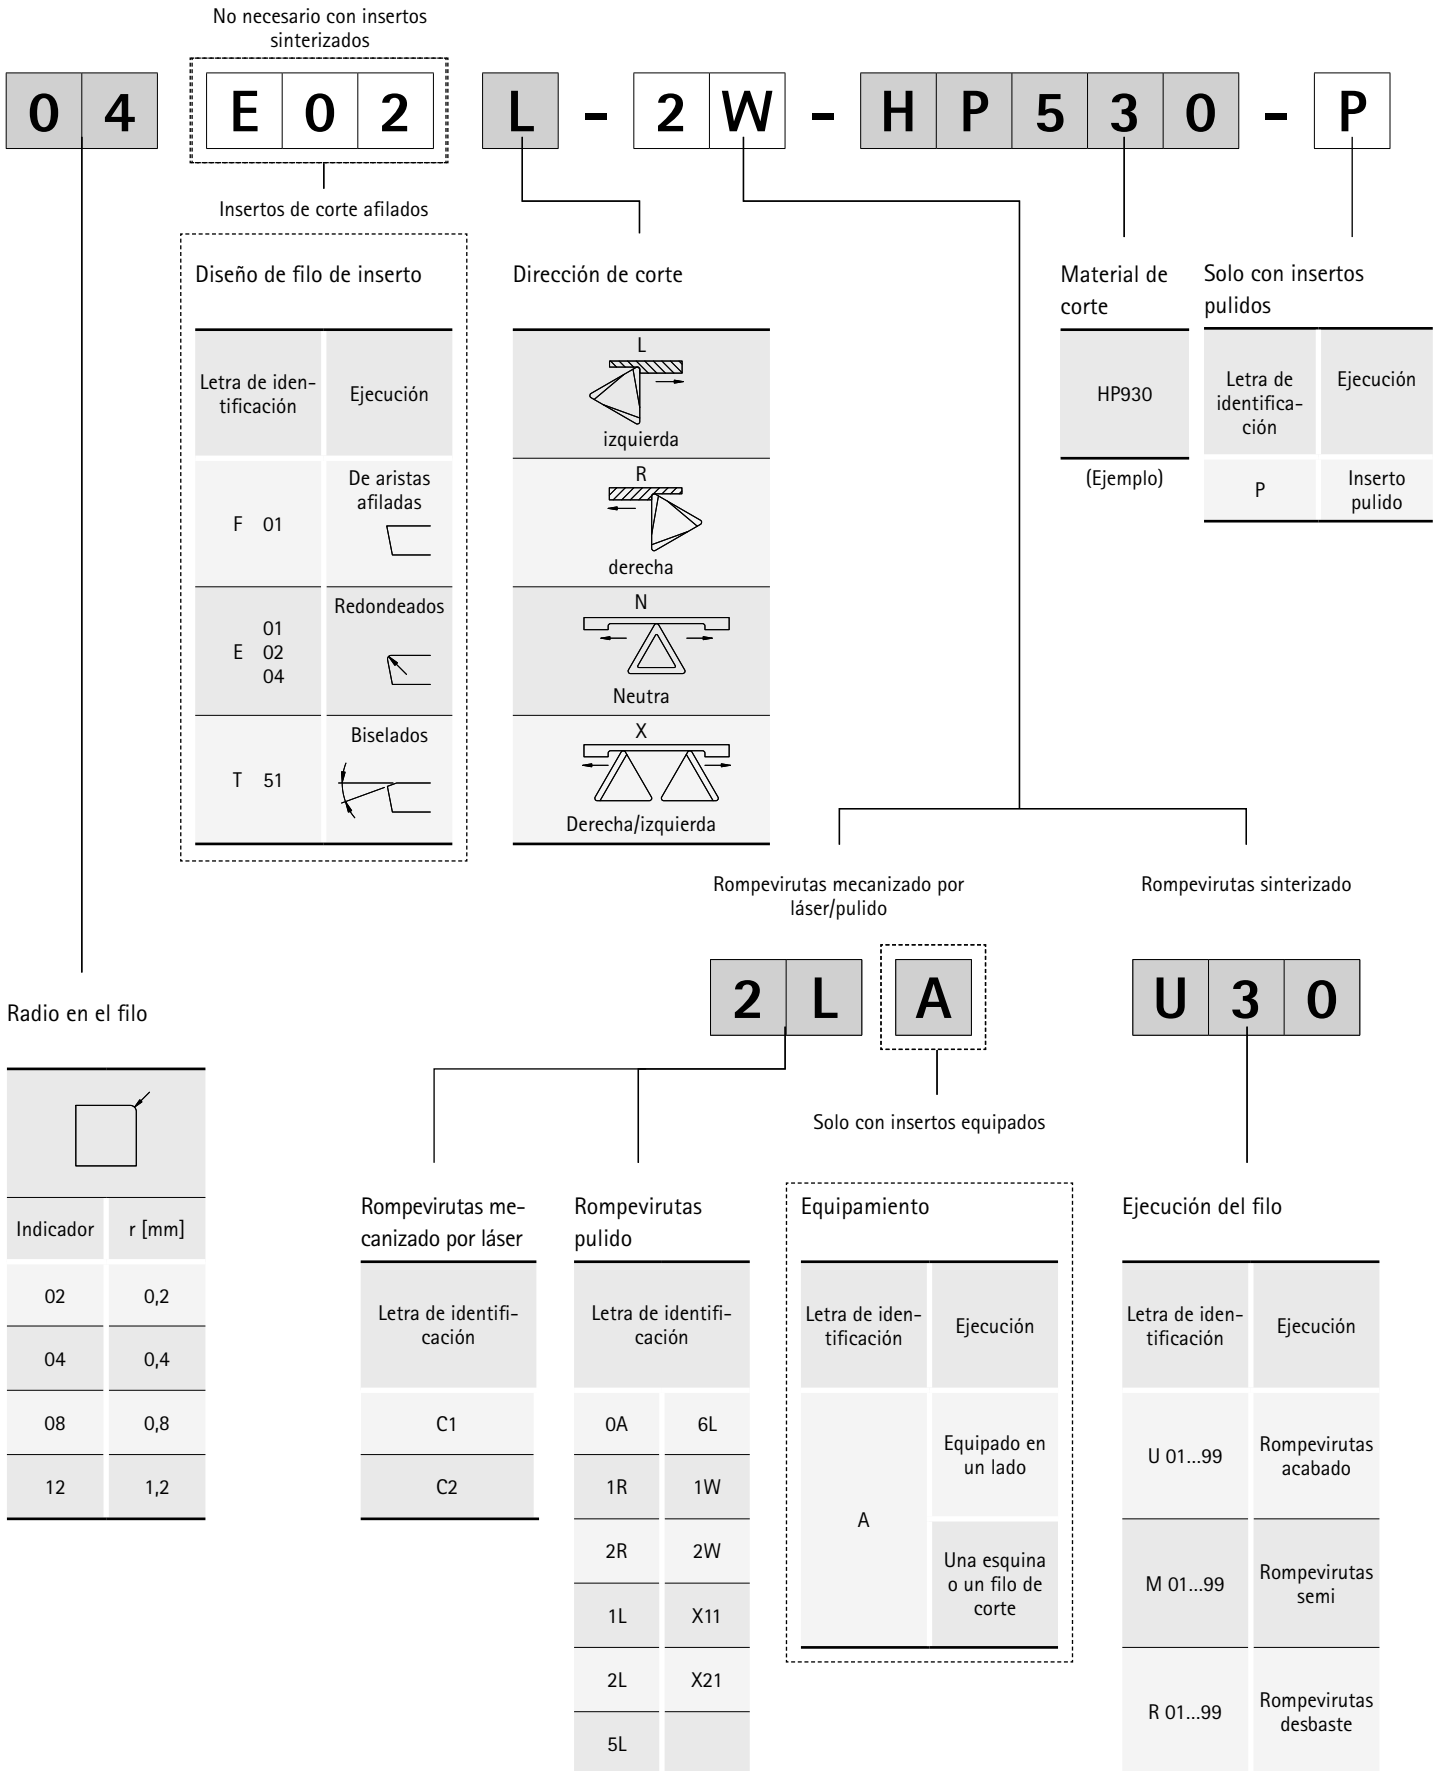 No necesario con insertos
sinterizados
0 4 E 0 2 L - 2 W - H P 5 3 0 - P
Insertos de corte afilados
Diseño de filo de inserto
Letra de iden-
tificación
Ejecución
F 01
De aristas
afiladas
E
01
02
04
Redondeados
T 51
Biselados
Dirección de corte
L
izquierda
R
derecha
N
Neutra
X
Derecha/izquierda
Material de
corte
HP930
(Ejemplo)
Solo con insertos
pulidos
Letra de
identifica-
ción
Ejecución
P
Inserto
pulido
Rompevirutas mecanizado por
láser/pulido
Rompevirutas sinterizado
2 L A
U 3 0
Solo con insertos equipados
Radio en el filo
Indicador r [mm]
02 0,2
04 0,4
08 0,8
12 1,2
Rompevirutas me-
canizado por láser
Letra de identifi-
cación
C1
C2
Rompevirutas
pulido
Letra de identifi-
cación
0A 6L
1R 1W
2R 2W
1L X11
2L X21
5L
Equipamiento
Letra de iden-
tificación
Ejecución
A
Equipado en
un lado
Una esquina
o un filo de
corte
Ejecución del filo
Letra de iden-
tificación
Ejecución
U 01...99
Rompevirutas
acabado
M 01...99
Rompevirutas
semi
R 01...99
Rompevirutas
desbaste